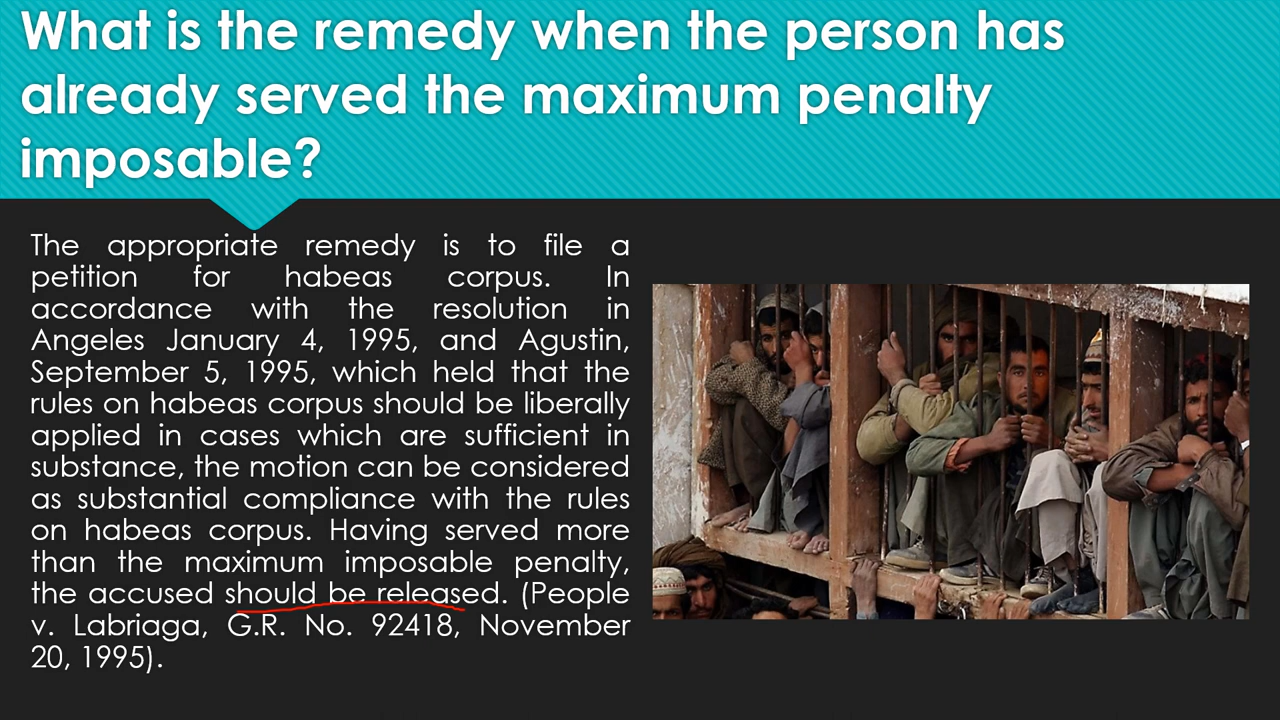 What is the remedy when the person has
already served the maximum penalty
imposable?
The appropriate remedy is to file a
petition for habeas corpus. In
accordance with the resolution in
Angeles January 4, 1995, and Agustin,
September 5, 1995, which held that the
rules on habeas corpus should be liberally
applied in cases which are sufficient in
substance, the motion can be considered
as substantial compliance with the rules
on habeas corpus. Having served more
than the maximum imposable penalty,
the accused should be released. (People
v. Labriaga, G.R. No. 92418, November
20, 1995).